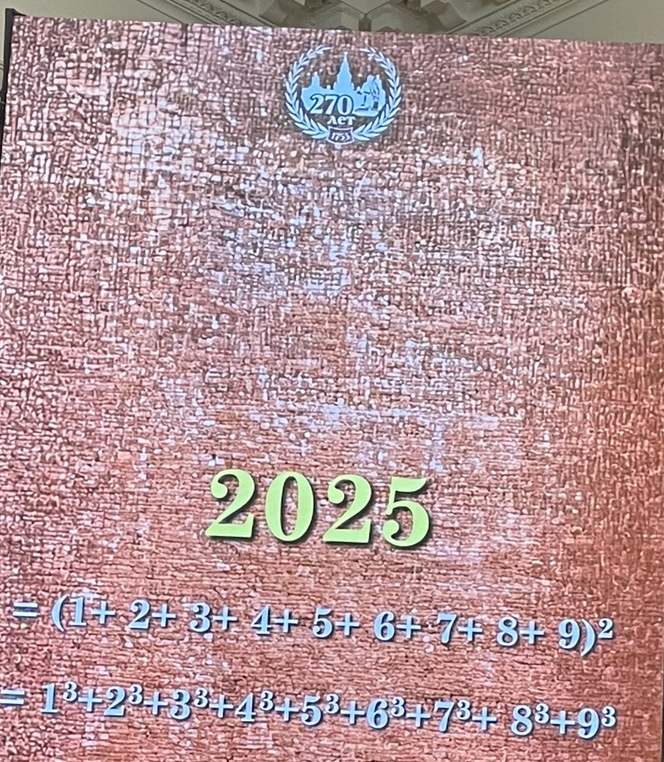 270
ЛЕТ
1755
2025
= (1+ 2+ 3+ 4+ 5+ 6+ 7+ 8+ 9)²
= 1³+2³+3³+4³+5³+6³+7³+ 8³+9³